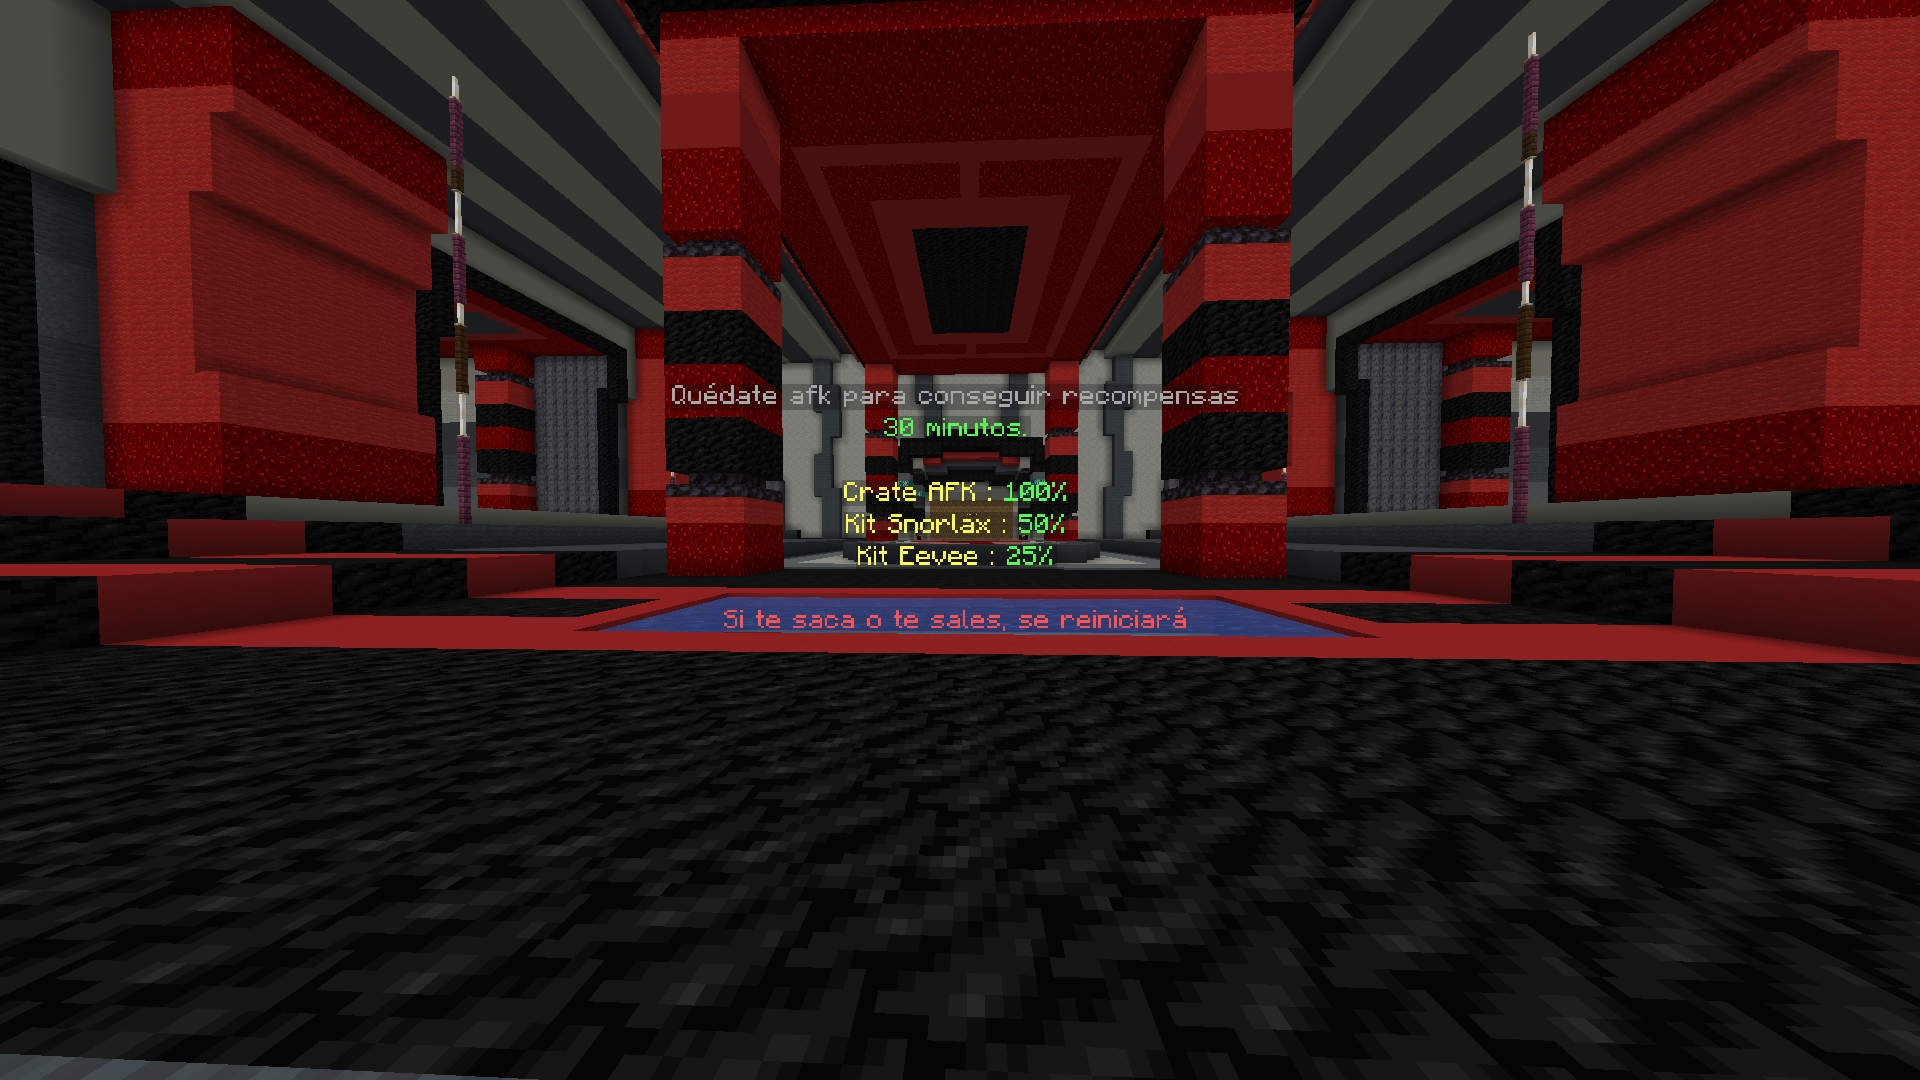 Quédate afk para conseguir recompensas
30 minutos.
Crate AFK : 100%
Kit Snorlax : 50%
Kit Eevee : 25%
Si te saca o te sales, se reiniciará